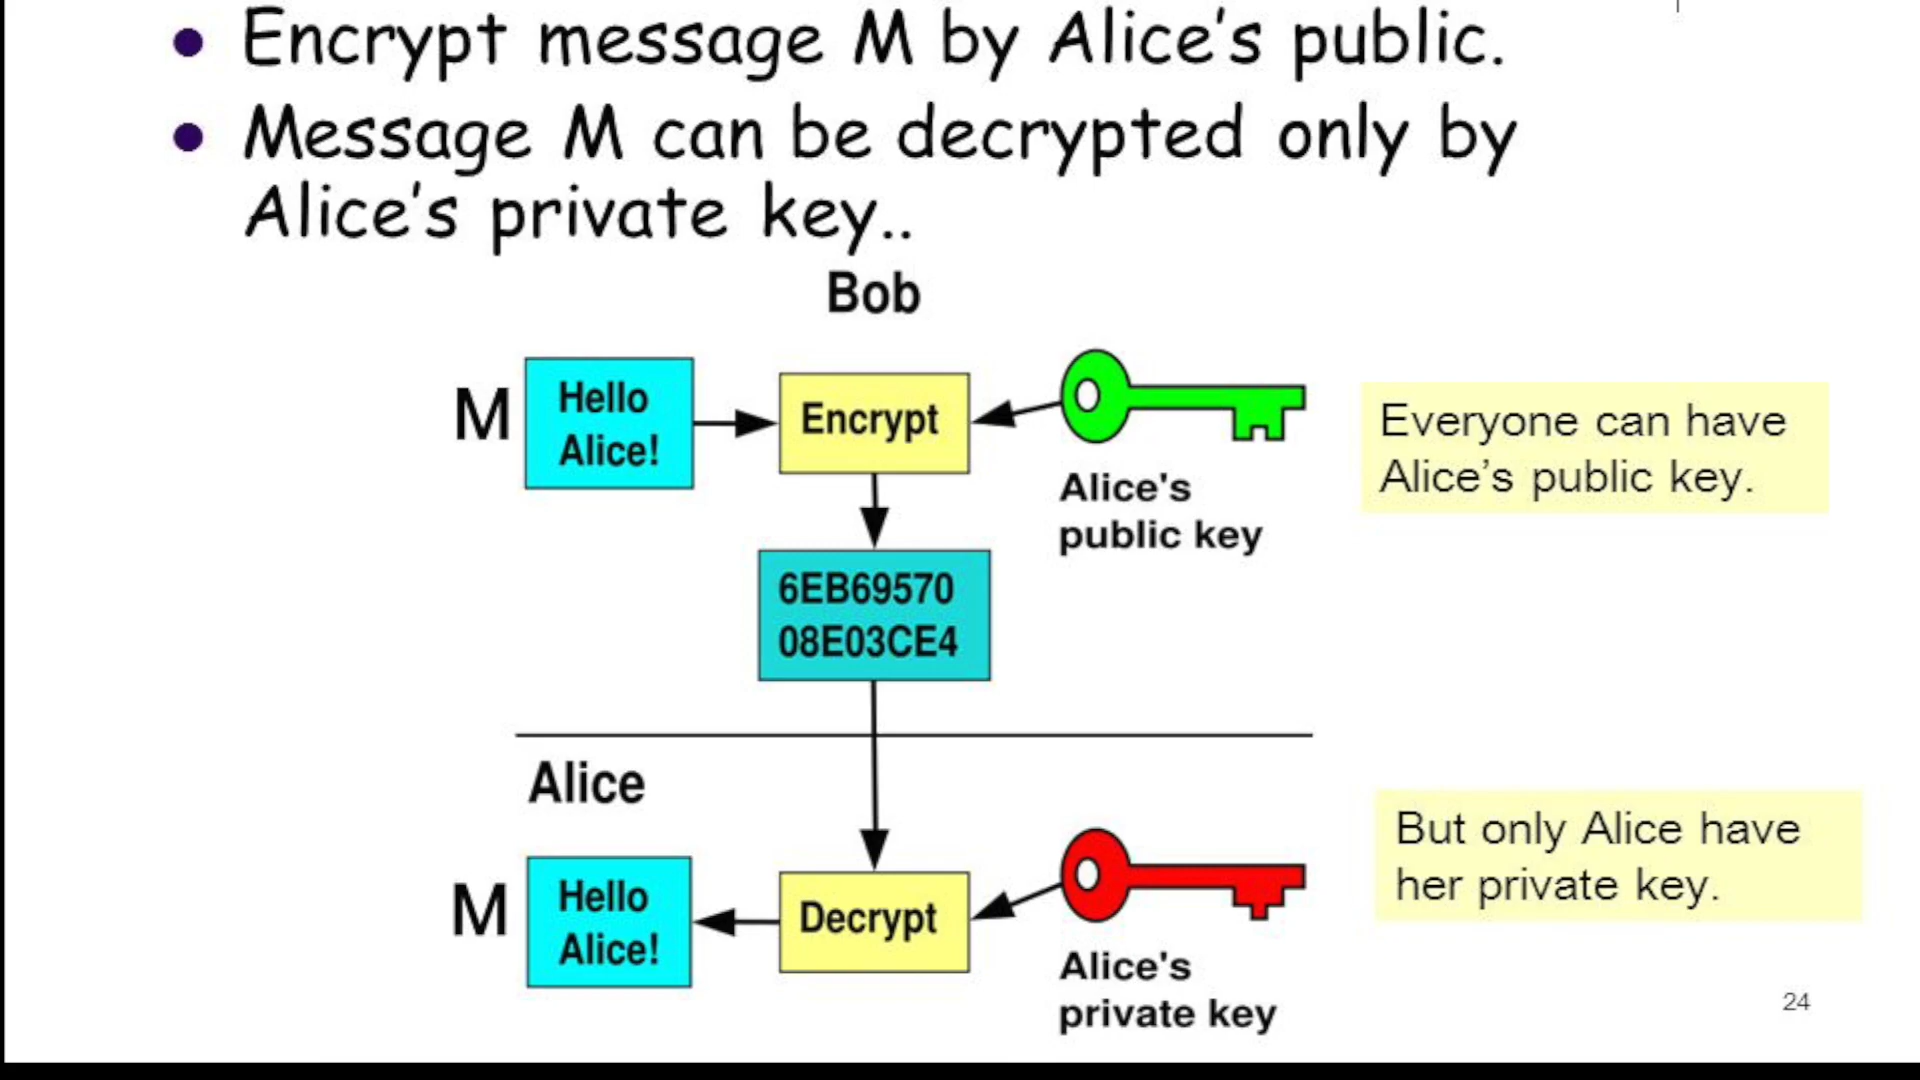 Encrypt message M by Alice's public.
Message M can be decrypted only by
Alice's private key..
Bob
M
Hello
Alice!
Encrypt
Alice's
public key
Everyone can have
Alice's public key.
6EB69570
08E03CE4
Alice
M
Hello
Alice!
Decrypt
Alice's
private key
But only Alice have
her private key.
24